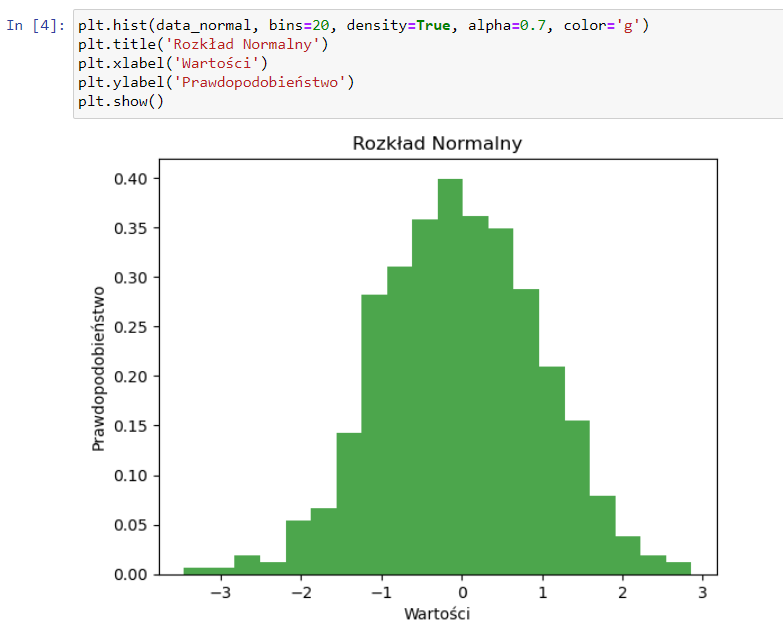 In [4]: plt.hist(data_normal, bins=20, density=True, alpha=0.7, color='g')
plt.title('Rozkład Normalny')
plt.xlabel('Wartości')
plt.ylabel('Prawdopodobieństwo')
plt.show()
Rozkład Normalny
Prawdopodobieństwo
0.40
0.35
0.30
0.25
0.20
0.15
0.10
0.05
0.00
−3 −2 −1 0 1 2 3
Wartości